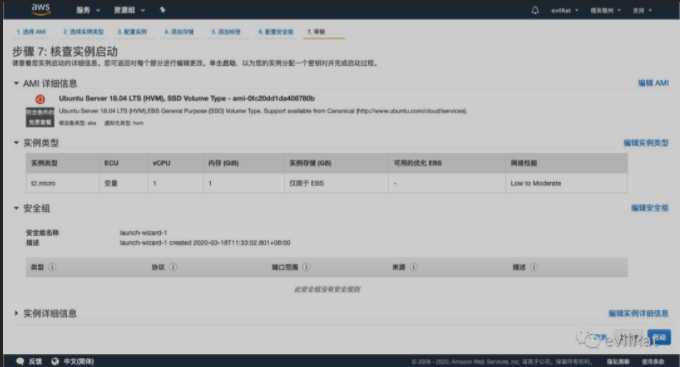 aws
服务 资源组 evilRat 俄亥俄州 支持
1. 选择 AMI 2. 选择实例类型 3. 配置实例 4. 添加存储 5. 添加标签 6. 配置安全组 7. 审核
步骤 7: 核查实例启动
请查看您实例启动的详细信息。您可返回对每个部分进行编辑更改。单击启动，以为您的实例分配一个密钥对并完成启动过程。
AMI 详细信息 编辑 AMI
Ubuntu Server 18.04 LTS (HVM), SSD Volume Type - ami-0fc20dd1da406780b
符合条件的
免费套餐
Ubuntu Server 18.04 LTS (HVM),EBS General Purpose (SSD) Volume Type. Support available from Canonical (http://www.ubuntu.com/cloud/services).
根设备类型: ebs 虚拟化类型: hvm
实例类型 编辑实例类型
实例类型 ECU vCPU 内存 (GiB) 实例存储 (GB) 可用的优化 EBS 网络性能
t2.micro 变量 1 1 仅限于 EBS - Low to Moderate
安全组 编辑安全组
安全组名称 launch-wizard-1
描述 launch-wizard-1 created 2020-03-18T11:33:02.801+08:00
类型 协议 端口范围 来源 描述
此安全组没有安全规则
实例详细信息 编辑实例详细信息
启动
evilRat
反馈 中文(简体) © 2008 - 2020, Amazon Web Services, Inc. 或其子公司。保留所有权利。 隐私策略 使用条款